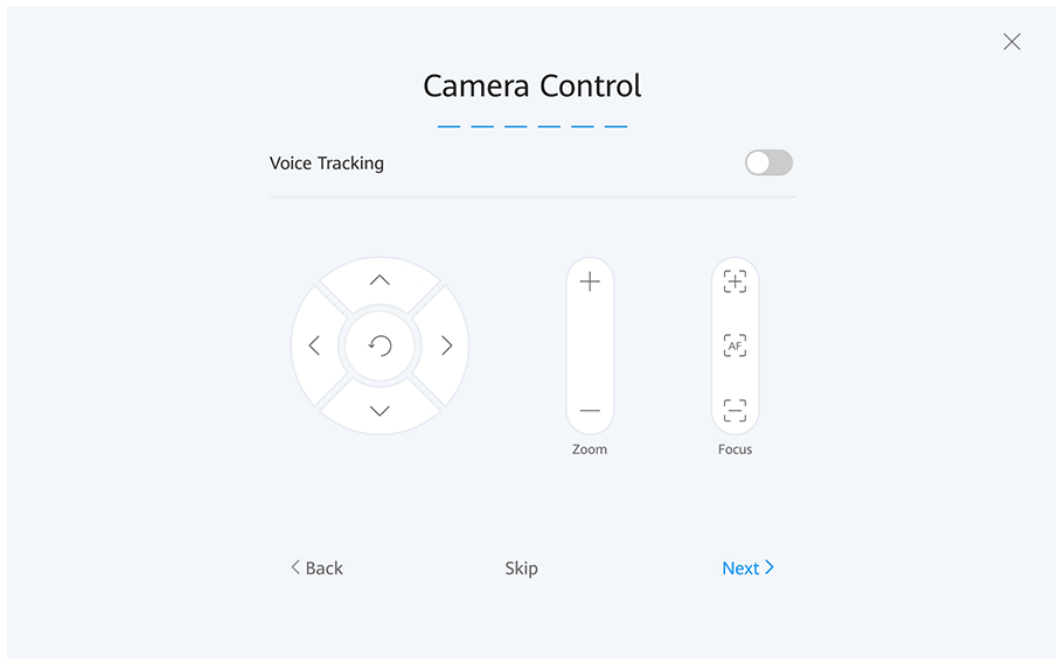 Camera Control
Voice Tracking
AF
Zoom
Focus
Back
Skip
Next